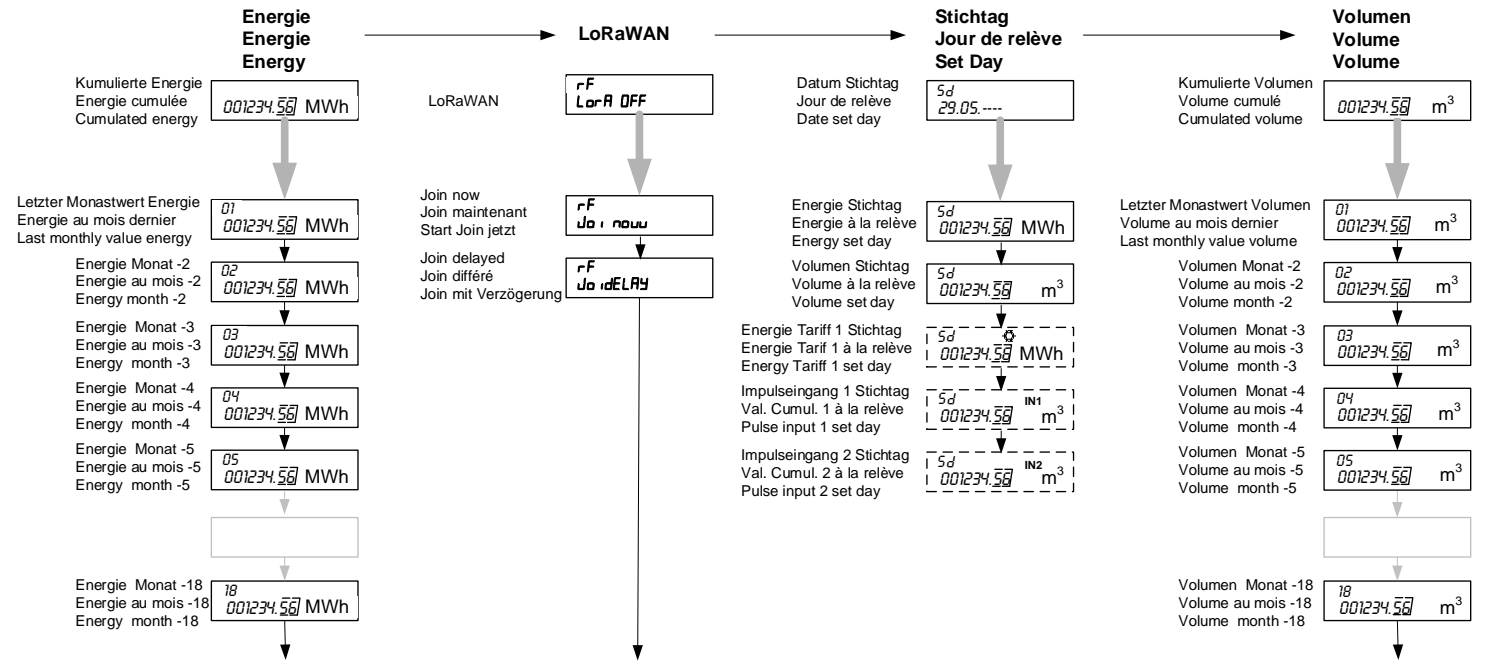 Energie
Energie
Energy
Kumulierte Energie
Energie cumulée
Cumulated energy
001234.56 MWh
Letzter Monastwert Energie
Energie au mois dernier
Last monthly value energy
01
001234.56 MWh
Energie Monat -2
Energie au mois -2
Energy month -2
02
001234.56 MWh
Energie Monat -3
Energie au mois -3
Energy month -3
03
001234.56 MWh
Energie Monat -4
Energie au mois -4
Energy month -4
04
001234.56 MWh
Energie Monat -5
Energie au mois -5
Energy month -5
05
001234.56 MWh
Energie Monat -18
Energie au mois -18
Energy month -18
18
001234.56 MWh
LoRaWAN
LoRaWAN
rF
LorA OFF
Join now
Join maintenant
Start Join jetzt
rF
Joi nouu
Join delayed
Join différé
Join mit Verzögerung
rF
JoidELAY
Stichtag
Jour de relève
Set Day
Datum Stichtag
Jour de relève
Date set day
Sd
29.05.----
Energie Stichtag
Energie à la relève
Energy set day
Sd
001234.56 MWh
Volumen Stichtag
Volume à la relève
Volume set day
Sd
001234.56 m³
Energie Tariff 1 Stichtag
Energie Tarif 1 à la relève
Energy Tariff 1 set day
Sd
001234.56 MWh
Impulseingang 1 Stichtag
Val. Cumul. 1 à la relève
Pulse input 1 set day
Sd IN1
001234.56 m³
Impulseingang 2 Stichtag
Val. Cumul. 2 à la relève
Pulse input 2 set day
Sd IN2
001234.56 m³
Volumen
Volume
Volume
Kumulierte Volumen
Volume cumulé
Cumulated volume
001234.56 m³
Letzter Monastwert Volumen
Volume au mois dernier
Last monthly value volume
01
001234.56 m³
Volumen Monat -2
Volume au mois -2
Volume month -2
02
001234.56 m³
Volumen Monat -3
Volume au mois -3
Volume month -3
03
001234.56 m³
Volumen Monat -4
Volume au mois -4
Volume month -4
04
001234.56 m³
Volumen Monat -5
Volume au mois -5
Volume month -5
05
001234.56 m³
Volumen Monat -18
Volume au mois -18
Volume month -18
18
001234.56 m³